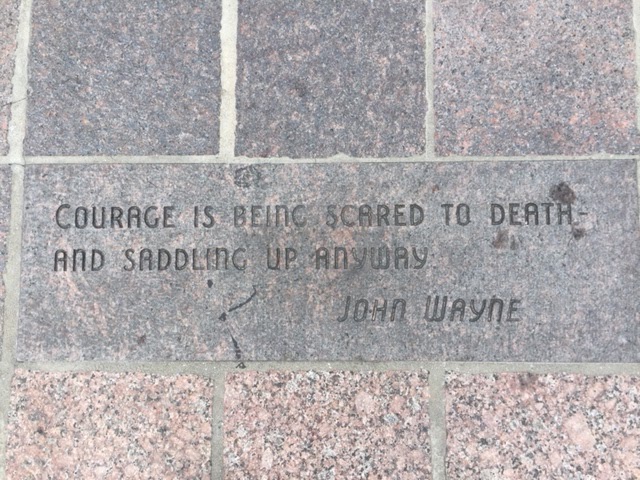 COURAGE IS BEING SCARED TO DEATH-
AND SADDLING UP ANYWAY.
JOHN WAYNE